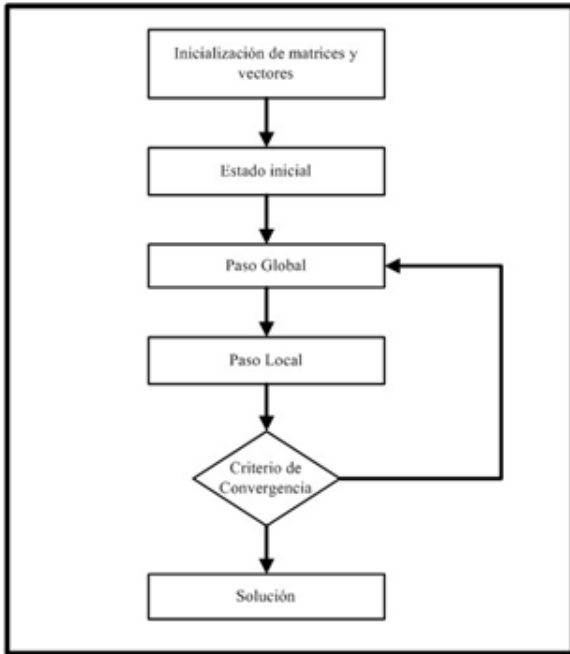 Inicialización de matrices y
vectores
Estado inicial
Paso Global
Paso Local
Criterio de
Convergencia
Solución